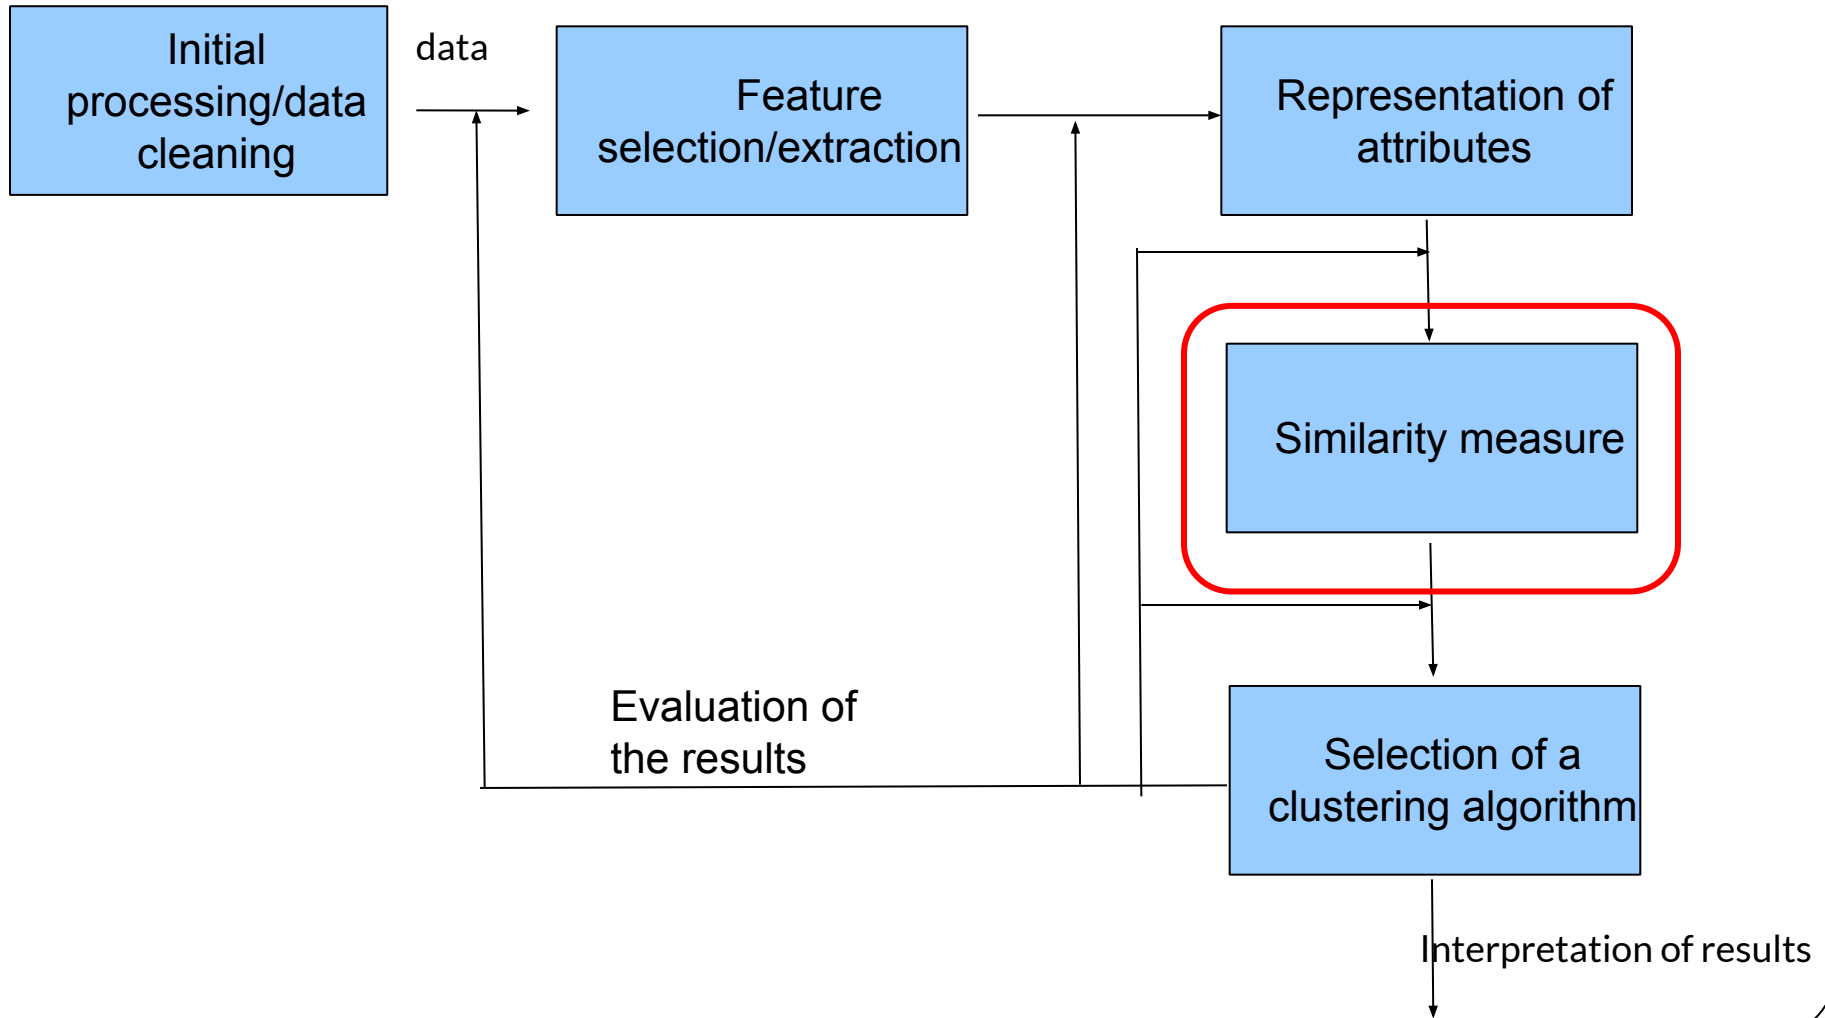 Initial
processing/data
cleaning
data
Feature
selection/extraction
Representation of
attributes
Similarity measure
Evaluation of
the results
Selection of a
clustering algorithm
Interpretation of results